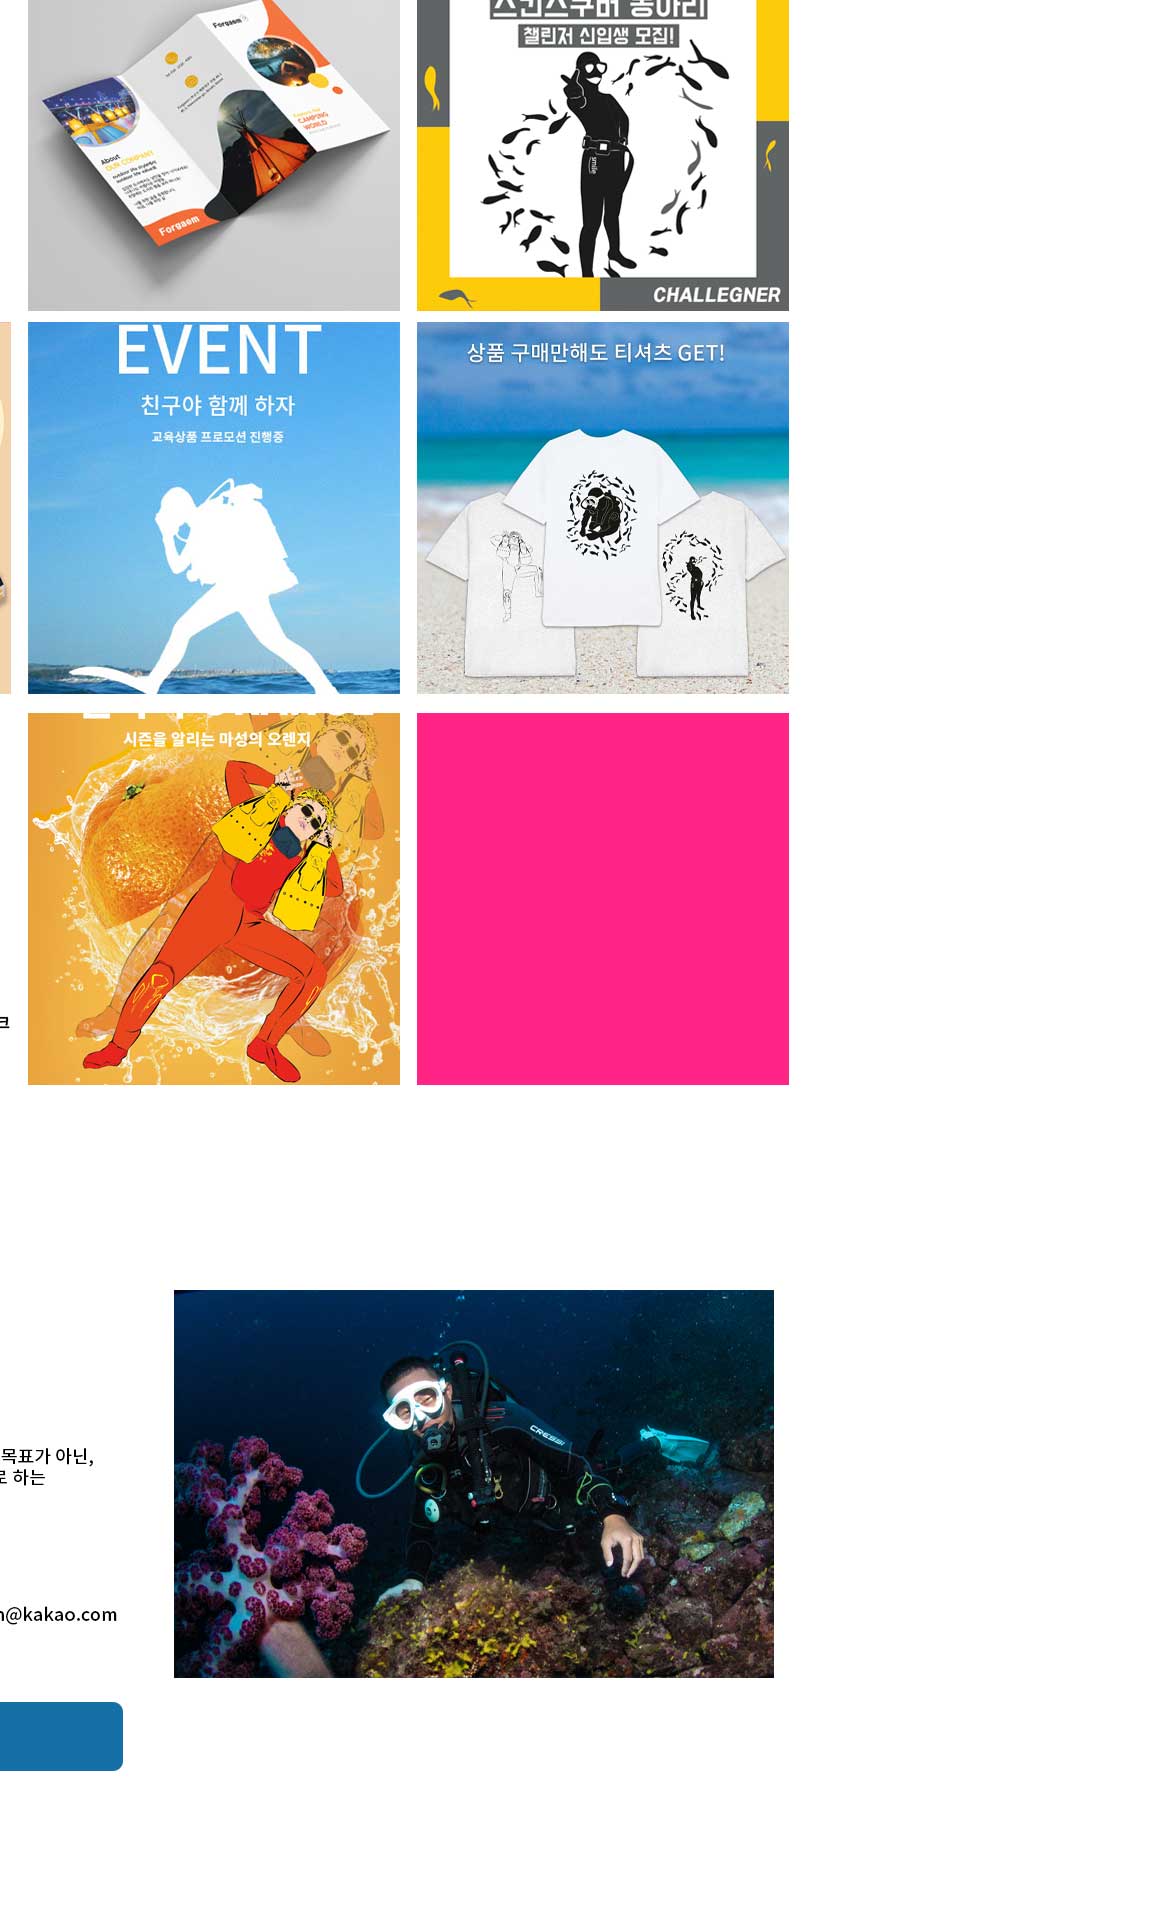 Forgaem
About
OUR COMPANY
Forgaem
CAMPING
WORLD
챌린저 신입생 모집!
smile
CHALLEGNER
EVENT
친구야 함께 하자
교육상품 프로모션 진행중
상품 구매만해도 티셔츠 GET!
시즌을 알리는 마성의 오렌지
크
CRESSI
목표가 아닌,
로 하는
@kakao.com